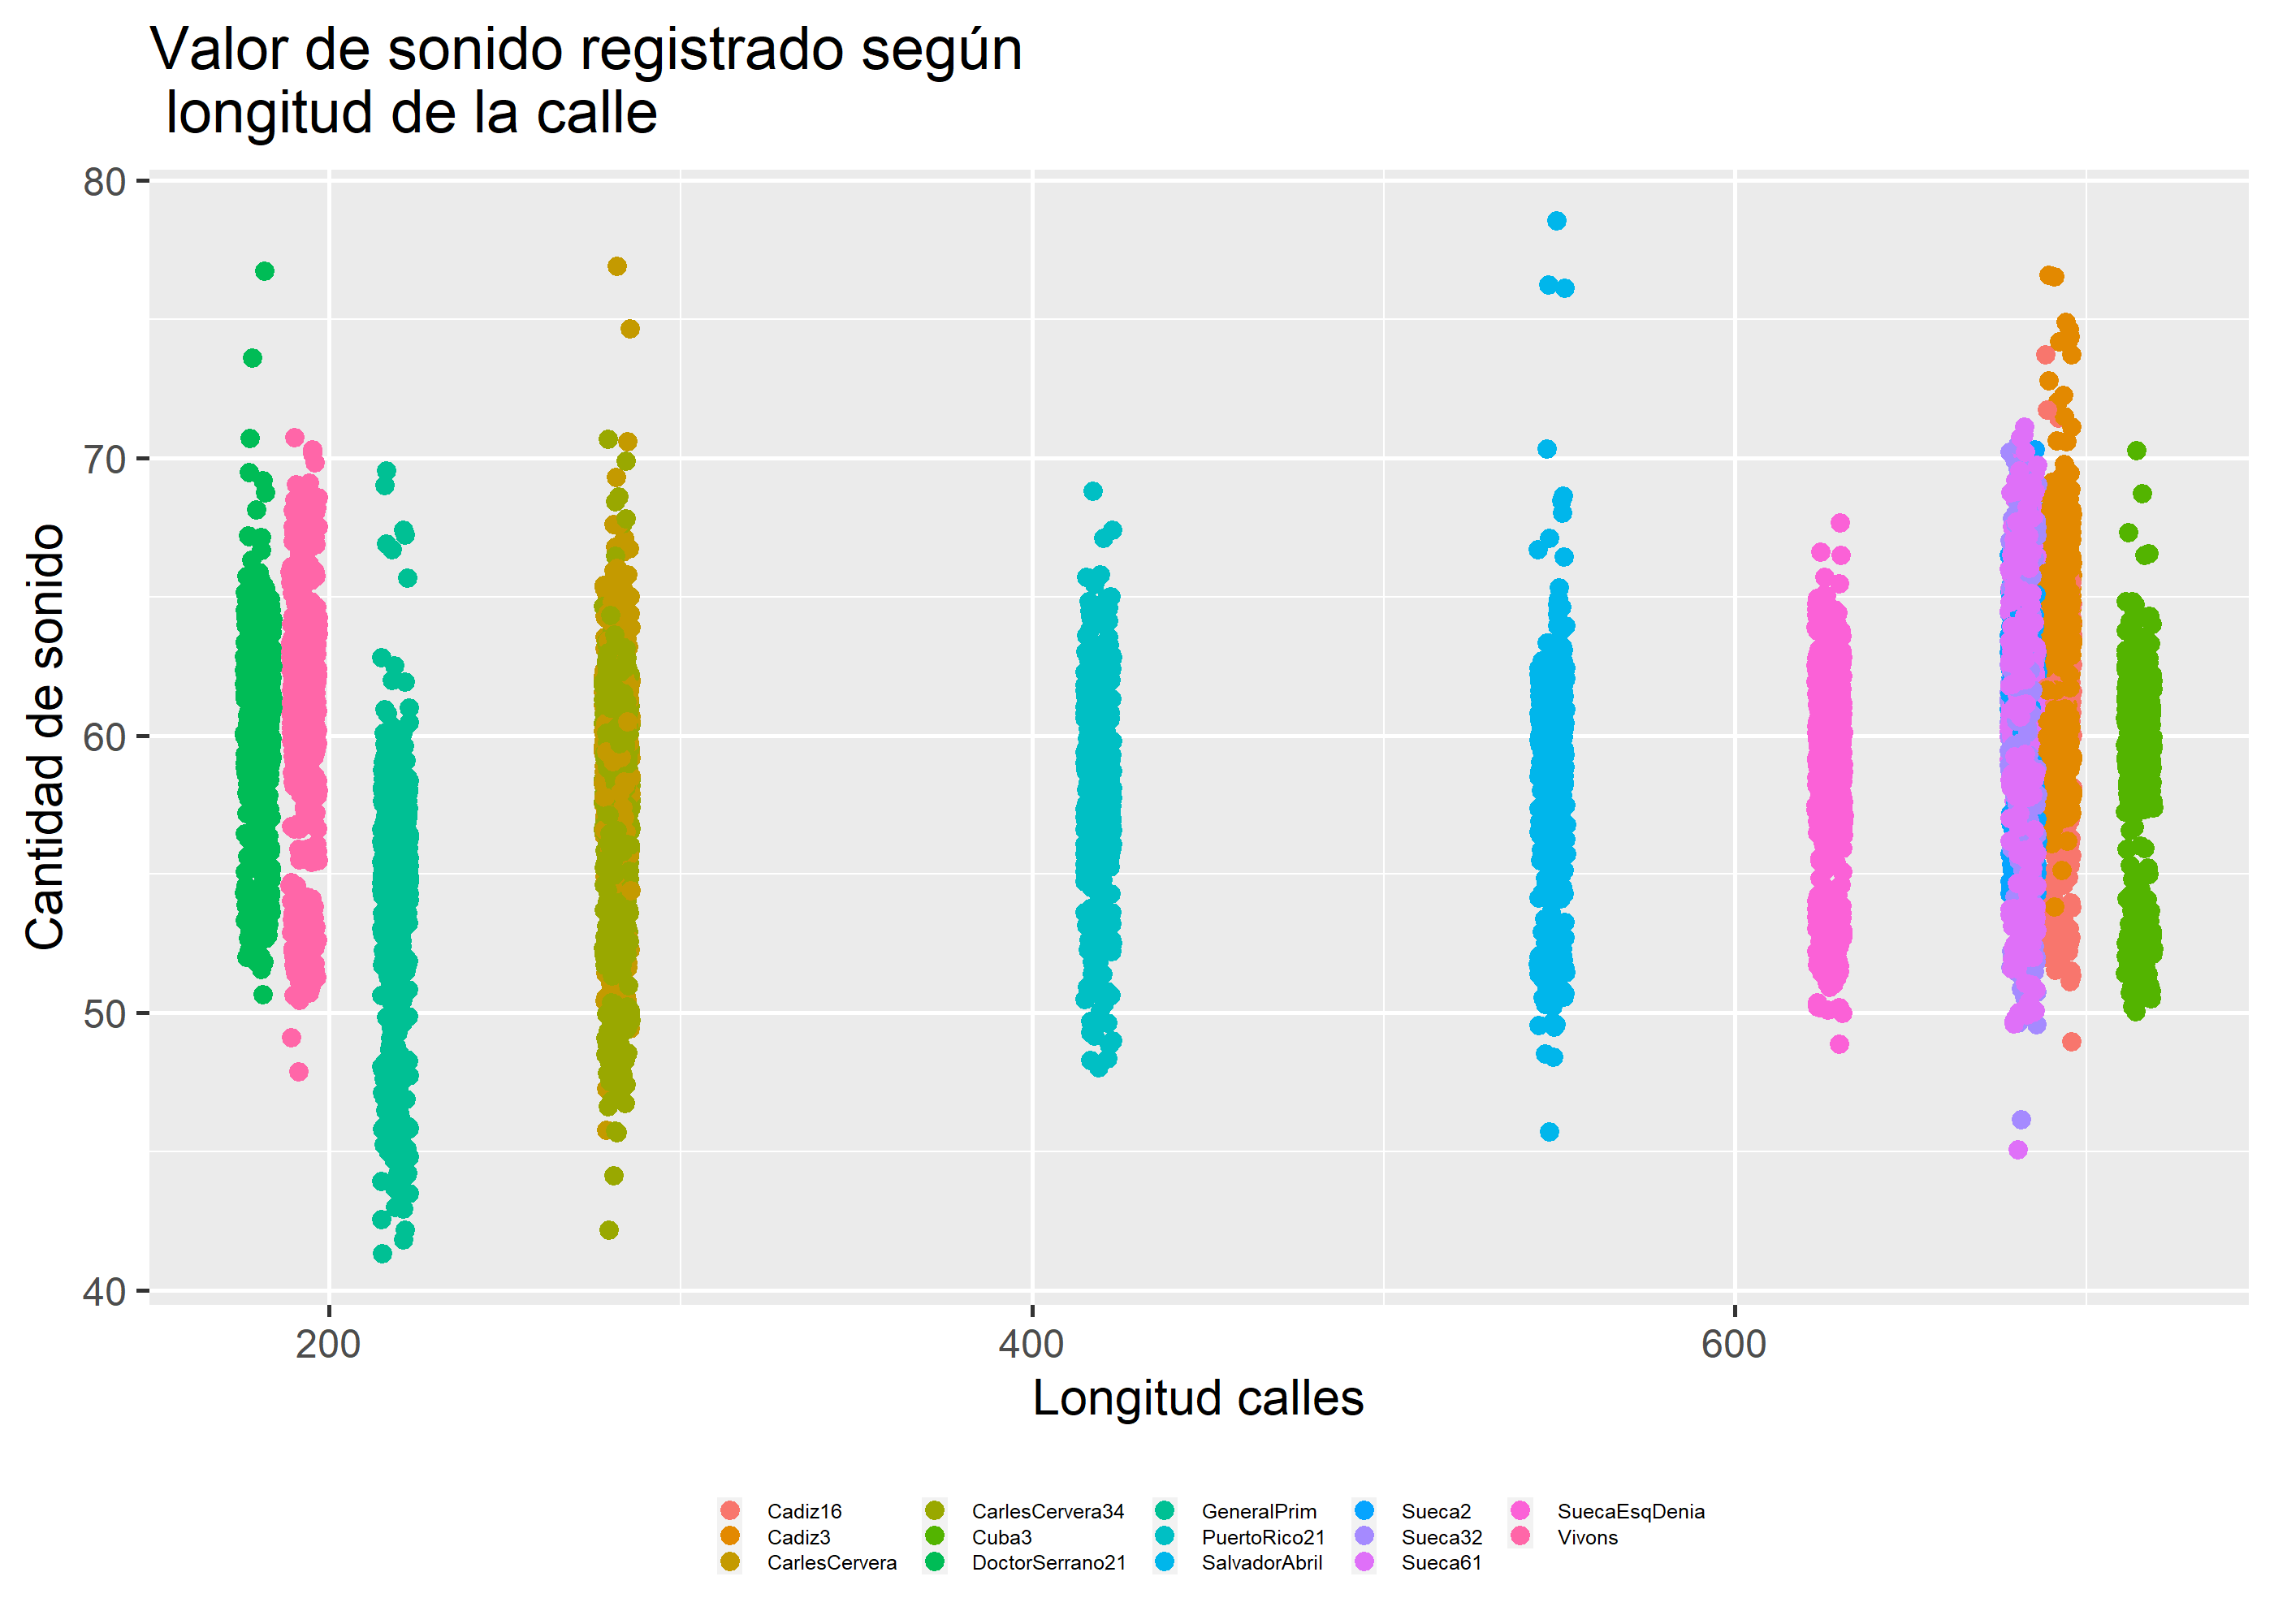 Valor de sonido registrado según
longitud de la calle
80
70
60
50
40
Cantidad de sonido
200 400 600
Longitud calles
Cadiz16 CarlesCervera34 GeneralPrim Sueca2 SuecaEsqDenia
Cadiz3 Cuba3 PuertoRico21 Sueca32 Vivons
CarlesCervera DoctorSerrano21 SalvadorAbril Sueca61